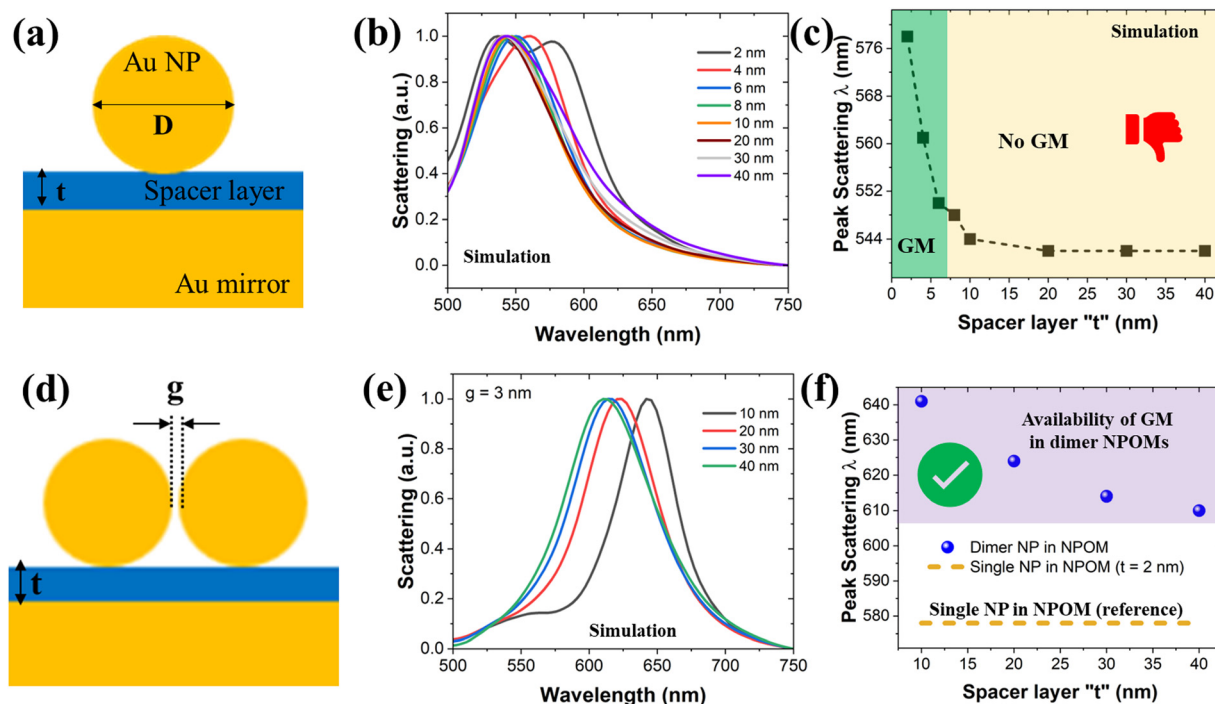 (a)
Au NP
D
t
Spacer layer
Au mirror
(b)
Scattering (a.u.)
1.0
0.8
0.6
0.4
0.2
0.0
2 nm
4 nm
6 nm
8 nm
10 nm
20 nm
30 nm
40 nm
Simulation
500 550 600 650 700 750
Wavelength (nm)
(c)
Peak Scattering λ (nm)
576
568
560
552
544
Simulation
No GM
GM
0 5 10 15 20 25 30 35 40
Spacer layer "t" (nm)
(d)
g
t
(e)
Scattering (a.u.)
1.0
0.8
0.6
0.4
0.2
0.0
g = 3 nm
10 nm
20 nm
30 nm
40 nm
Simulation
500 550 600 650 700 750
Wavelength (nm)
(f)
Peak Scattering λ (nm)
640
630
620
610
600
590
580
Availability of GM
in dimer NPOMs
Dimer NP in NPOM
Single NP in NPOM (t = 2 nm)
Single NP in NPOM (reference)
10 15 20 25 30 35 40
Spacer layer "t" (nm)